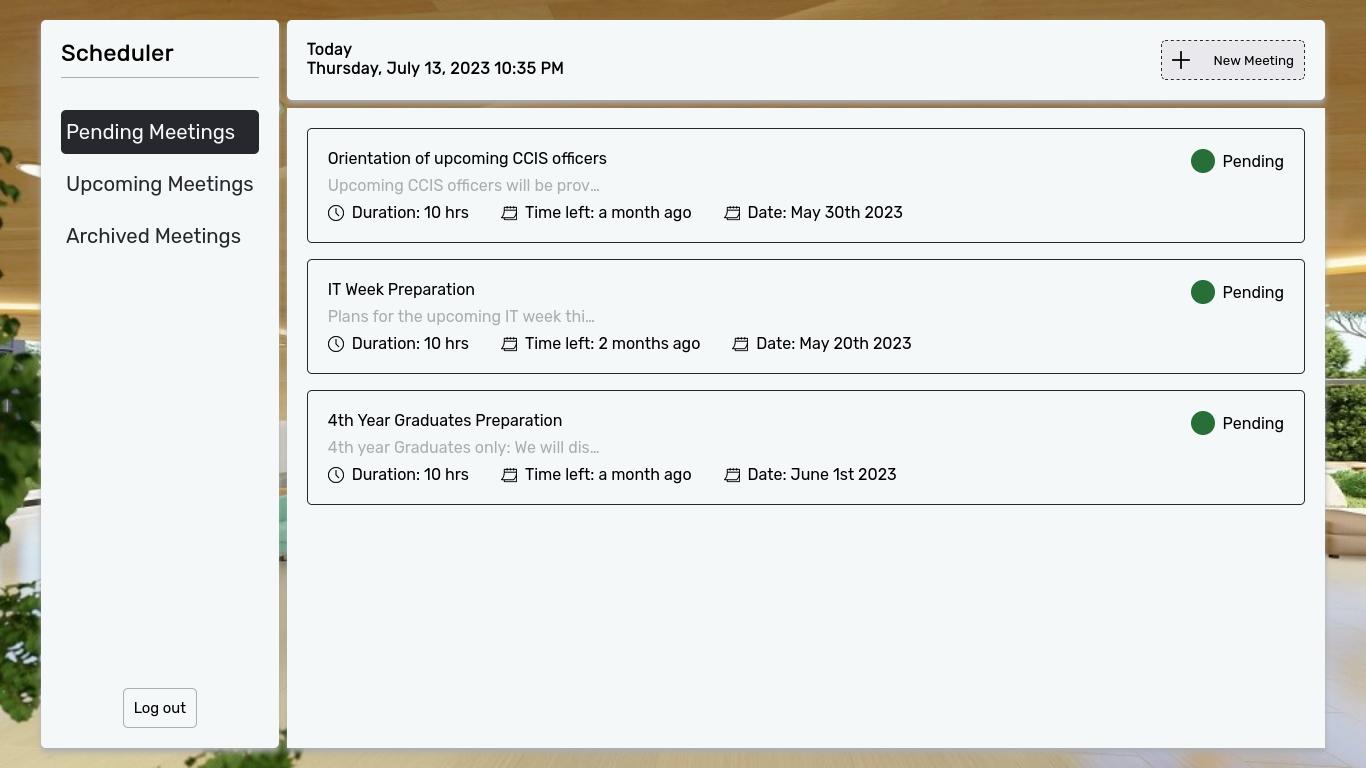 Scheduler
Pending Meetings
Upcoming Meetings
Archived Meetings
Log out
Today
Thursday, July 13, 2023 10:35 PM
New Meeting
Orientation of upcoming CCIS officers
Pending
Upcoming CCIS officers will be prov…
Duration: 10 hrs Time left: a month ago Date: May 30th 2023
IT Week Preparation
Pending
Plans for the upcoming IT week thi…
Duration: 10 hrs Time left: 2 months ago Date: May 20th 2023
4th Year Graduates Preparation
Pending
4th year Graduates only: We will dis…
Duration: 10 hrs Time left: a month ago Date: June 1st 2023